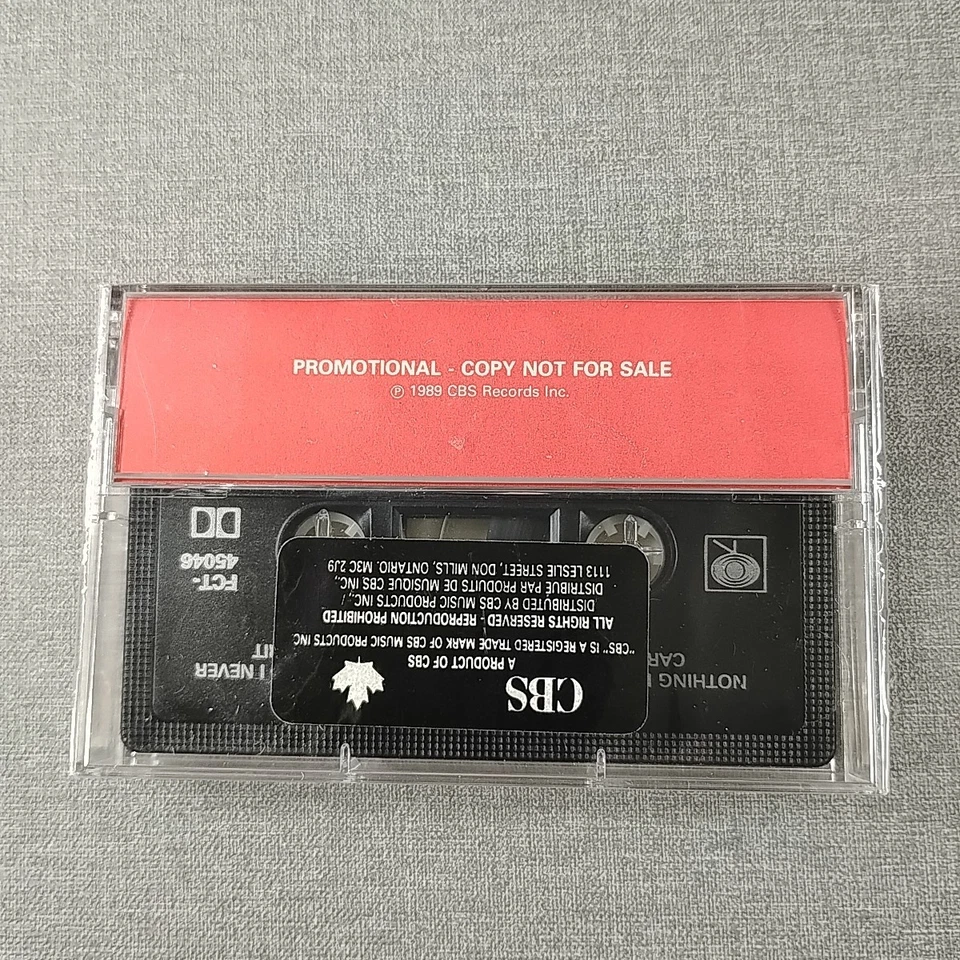 PROMOTIONAL - COPY NOT FOR SALE
℗ 1989 CBS Records Inc.
NOTHING
I NEVER
CBS
A PRODUCT OF CBS
"CBS" IS A REGISTERED TRADE MARK OF CBS MUSIC PRODUCTS INC
ALL RIGHTS RESERVED - REPRODUCTION PROHIBITED
DISTRIBUTED BY CBS MUSIC PRODUCTS INC., /
DISTRIBUÉ PAR PRODUITS DE MUSIQUE CBS INC.,
1113 LESLIE STREET, DON MILLS, ONTARIO, M3C 2J9
FCT-
45046